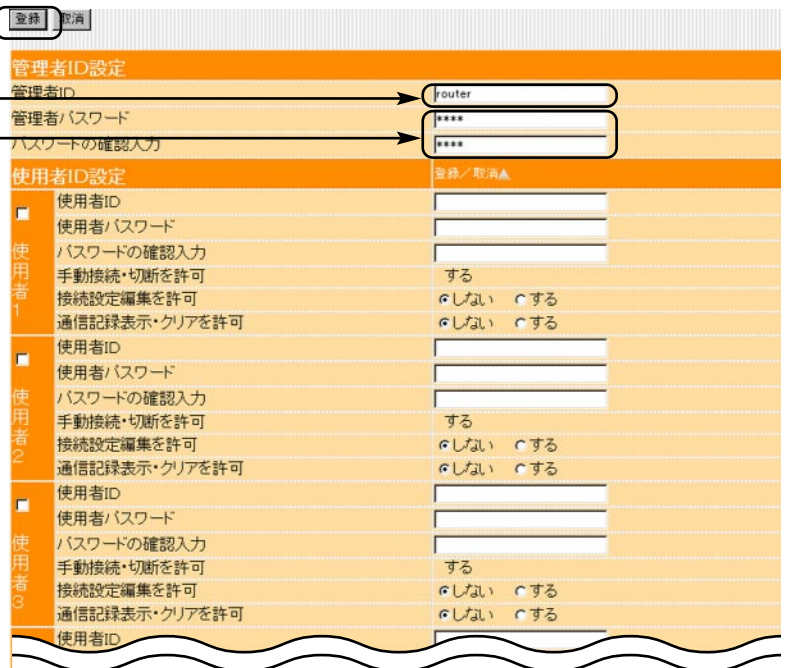 登録 取消
管理者ID設定
管理者ID router
管理者パスワード ****
パスワードの確認入力 ****
使用者ID設定 登録／取消▲
使用者1
使用者ID
使用者パスワード
パスワードの確認入力
手動接続・切断を許可 する
接続設定編集を許可 しない する
通信記録表示・クリアを許可 しない する
使用者2
使用者ID
使用者パスワード
パスワードの確認入力
手動接続・切断を許可 する
接続設定編集を許可 しない する
通信記録表示・クリアを許可 しない する
使用者3
使用者ID
使用者パスワード
パスワードの確認入力
手動接続・切断を許可 する
接続設定編集を許可 しない する
通信記録表示・クリアを許可 しない する
使用者ID